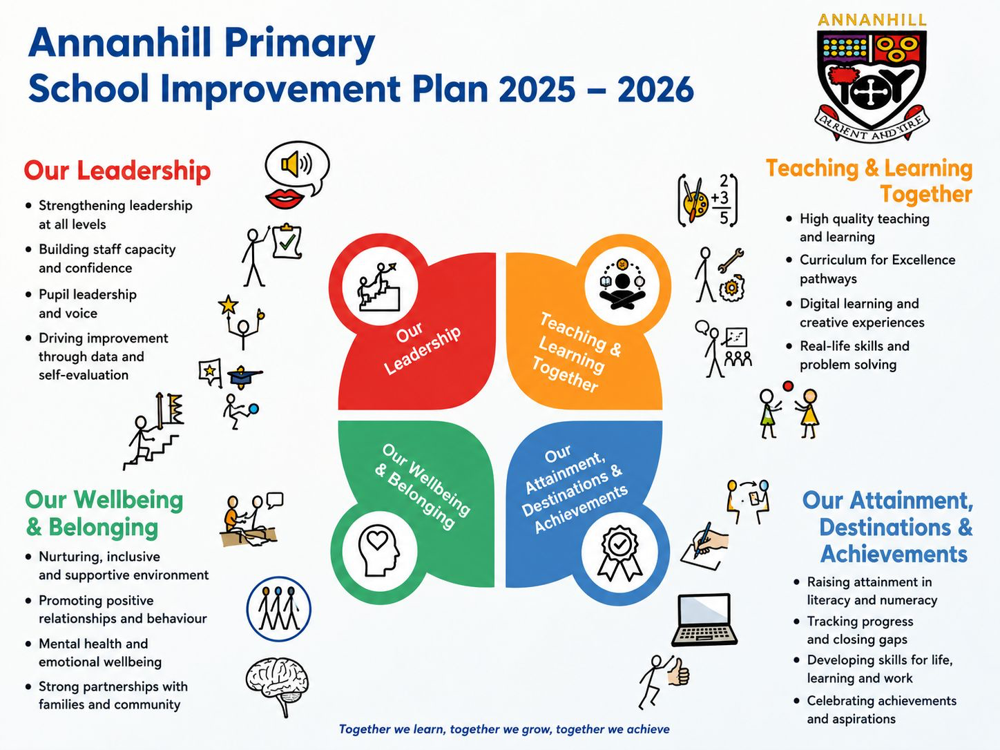 Annanhill Primary
School Improvement Plan 2025 – 2026
ANNANHILL
Our Leadership
• Strengthening leadership
at all levels
• Building staff capacity
and confidence
• Pupil leadership
and voice
• Driving improvement
through data and
self-evaluation
Teaching & Learning
Together
• High quality teaching
and learning
• Curriculum for Excellence
pathways
• Digital learning and
creative experiences
• Real-life skills and
problem solving
2
+3
5
Our
Leadership
Teaching &
Learning
Together
Our Wellbeing
& Belonging
Our
Attainment,
Destinations &
Achievements
Our Wellbeing
& Belonging
• Nurturing, inclusive
and supportive environment
• Promoting positive
relationships and behaviour
• Mental health and
emotional wellbeing
• Strong partnerships with
families and community
Our Attainment,
Destinations &
Achievements
• Raising attainment in
literacy and numeracy
• Tracking progress
and closing gaps
• Developing skills for life,
learning and work
• Celebrating achievements
and aspirations
Together we learn, together we grow, together we achieve